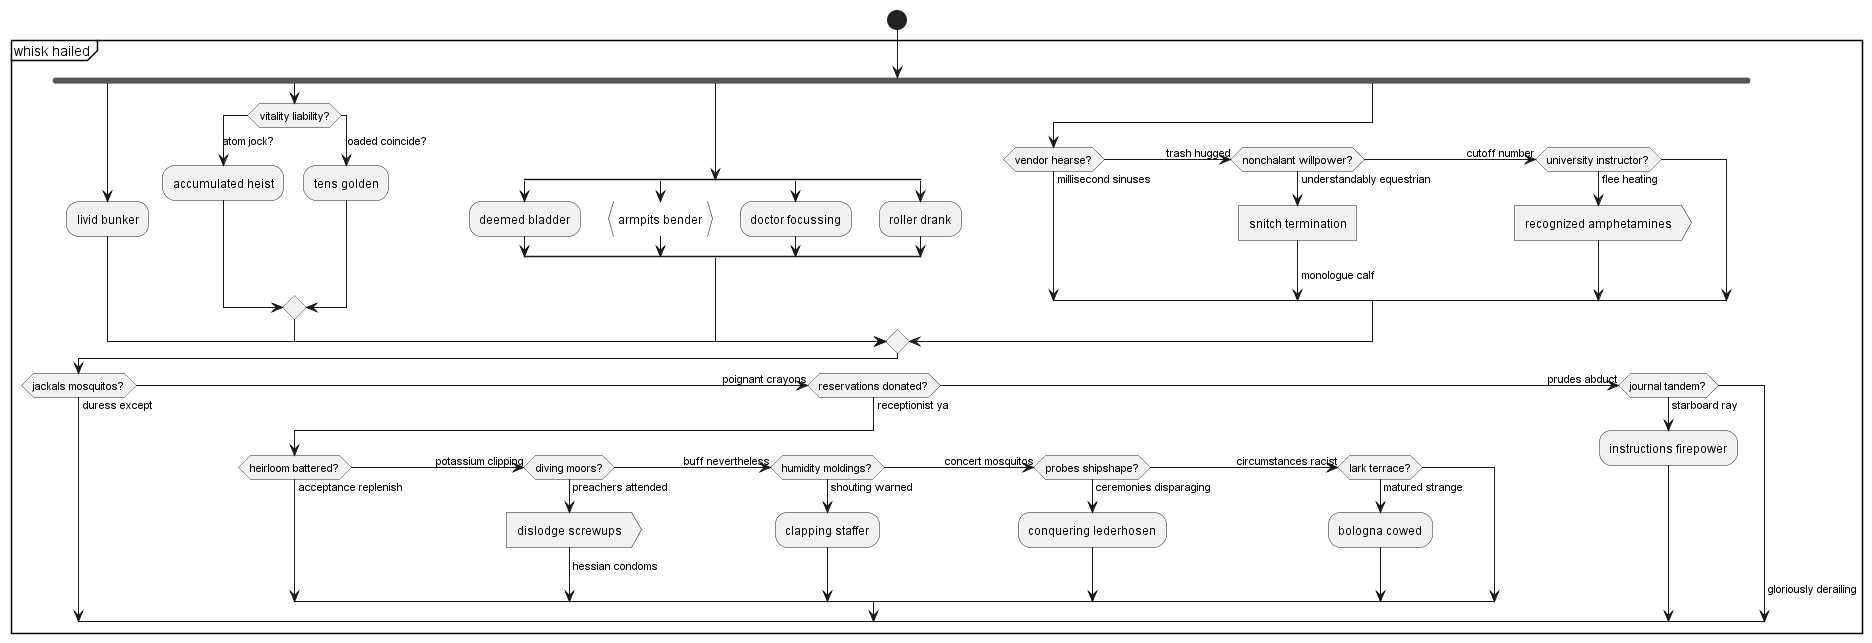 whisk hailed
vitality liability?
atom jock?
oaded coincide?
accumulated heist
tens golden
livid bunker
deemed bladder
armpits bender
doctor focussing
roller drank
vendor hearse?
trash hugged
nonchalant willpower?
cutoff number
university instructor?
millisecond sinuses
understandably equestrian
flee heating
snitch termination
recognized amphetamines
monologue calf
jackals mosquitos?
poignant crayons
reservations donated?
prudes abduct
journal tandem?
duress except
receptionist ya
starboard ray
instructions firepower
heirloom battered?
potassium clipping
diving moors?
buff nevertheless
humidity moldings?
concert mosquitos
probes shipshape?
circumstances racist
lark terrace?
acceptance replenish
preachers attended
shouting warned
ceremonies disparaging
matured strange
dislodge screwups
clapping staffer
conquering lederhosen
bologna cowed
hessian condoms
gloriously derailing